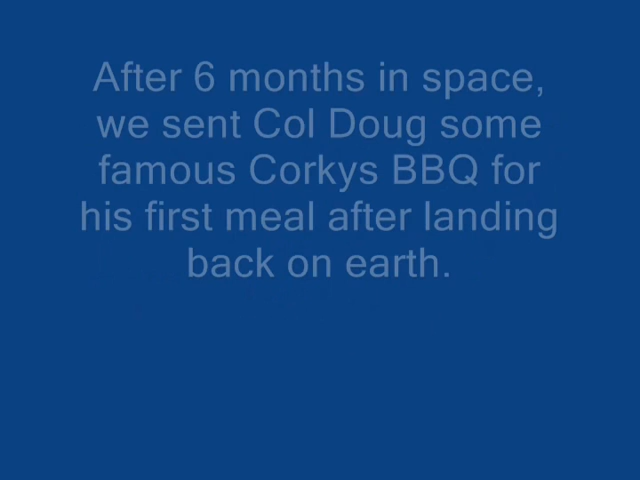 After 6 months in space,
we sent Col Doug some
famous Corkys BBQ for
his first meal after landing
back on earth.